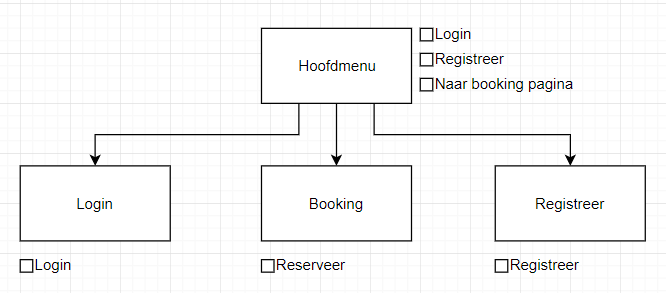 Hoofdmenu
Login
Registreer
Naar booking pagina
Login
Booking
Registreer
Login
Reserveer
Registreer